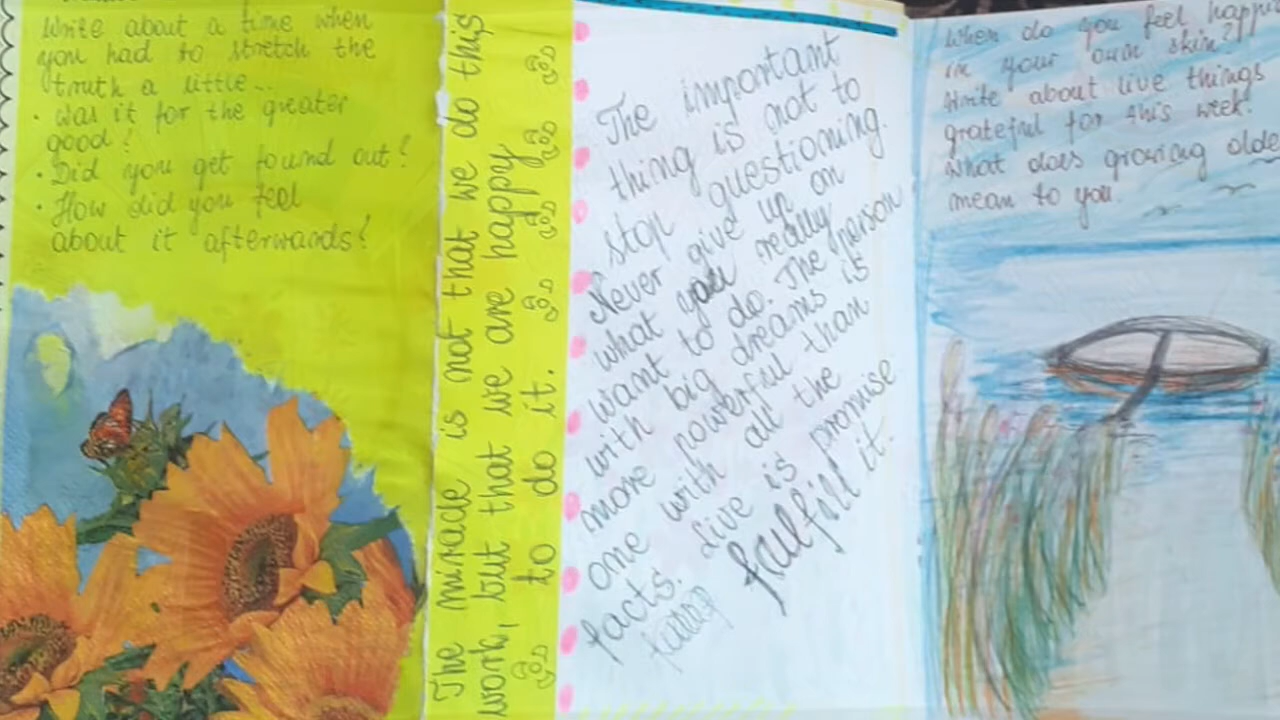 Write about a time when
you had to stretch the
truth a little...
• Was it for the greater
good?
• Did you get found out?
• How did you feel
about it afterwards?
The miracle is not that we do this
work, but that we are happy
to do it.
The important
thing is not to
stop questioning.
Never give up on
what you really
want to do. The person
with big dreams is
more powerful than
one with all the
facts. Live is promise
faulfill it.
When do you feel happi
in your own skin?
Write about live things
grateful for this week.
What does growing olde
mean to you.